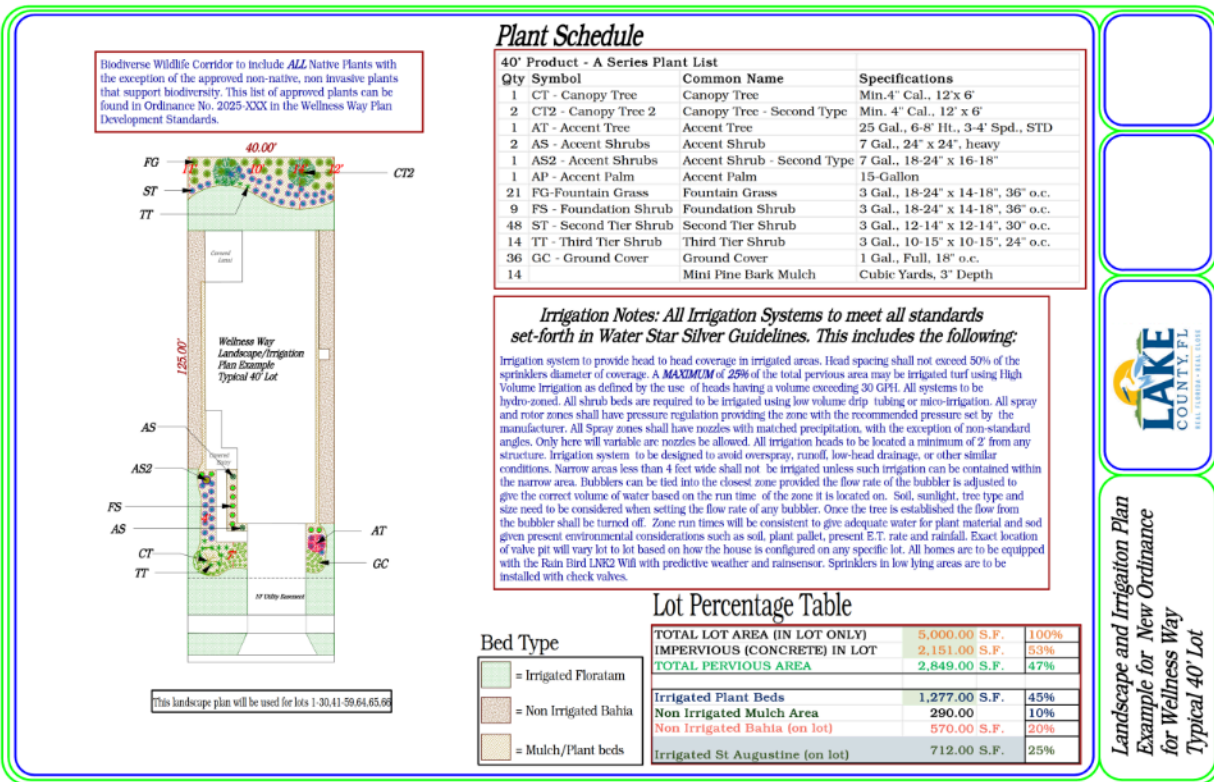 Biodiverse Wildlife Corridor to include ALL Native Plants with
the exception of the approved non-native, non invasive plants
that support biodiversity. This list of approved plants can be
found in Ordinance No. 2025-XXX in the Wellness Way Plan
Development Standards.
40.00'
FG
11'
10'
14'
12'
CT2
ST
TT
125.00'
Covered
Lanai
Wellness Way
Landscape/Irrigation
Plan Example
Typical 40' Lot
AS
Covered
Entry
AS2
FS
AS
AT
CT
TT
GC
10' Utility Easement
This landscape plan will be used for lots 1-30,41-59,64,65,66
Plant Schedule
40' Product - A Series Plant List
Qty Symbol Common Name Specifications
1 CT - Canopy Tree Canopy Tree Min.4" Cal., 12'x 6'
2 CT2 - Canopy Tree 2 Canopy Tree - Second Type Min. 4" Cal., 12' x 6'
1 AT - Accent Tree Accent Tree 25 Gal., 6-8' Ht., 3-4' Spd., STD
2 AS - Accent Shrubs Accent Shrub 7 Gal., 24" x 24", heavy
1 AS2 - Accent Shrubs Accent Shrub - Second Type 7 Gal., 18-24" x 16-18"
1 AP - Accent Palm Accent Palm 15-Gallon
21 FG-Fountain Grass Fountain Grass 3 Gal., 18-24" x 14-18", 36" o.c.
9 FS - Foundation Shrub Foundation Shrub 3 Gal., 18-24" x 14-18", 36" o.c.
48 ST - Second Tier Shrub Second Tier Shrub 3 Gal., 12-14" x 12-14", 30" o.c.
14 TT - Third Tier Shrub Third Tier Shrub 3 Gal., 10-15" x 10-15", 24" o.c.
36 GC - Ground Cover Ground Cover 1 Gal., Full, 18" o.c.
14 Mini Pine Bark Mulch Cubic Yards, 3" Depth
Irrigation Notes: All Irrigation Systems to meet all standards
set-forth in Water Star Silver Guidelines. This includes the following:
Irrigation system to provide head to head coverage in irrigated areas. Head spacing shall not exceed 50% of the
sprinklers diameter of coverage. A MAXIMUM of 25% of the total pervious area may be irrigated turf using High
Volume Irrigation as defined by the use of heads having a volume exceeding 30 GPH. All systems to be
hydro-zoned. All shrub beds are required to be irrigated using low volume drip tubing or mico-irrigation. All spray
and rotor zones shall have pressure regulation providing the zone with the recommended pressure set by the
manufacturer. All Spray zones shall have nozzles with matched precipitation, with the exception of non-standard
angles. Only here will variable arc nozzles be allowed. All irrigation heads to be located a minimum of 2' from any
structure. Irrigation system to be designed to avoid overspray, runoff, low-head drainage, or other similar
conditions. Narrow areas less than 4 feet wide shall not be irrigated unless such irrigation can be contained within
the narrow area. Bubblers can be tied into the closest zone provided the flow rate of the bubbler is adjusted to
give the correct volume of water based on the run time of the zone it is located on. Soil, sunlight, tree type and
size need to be considered when setting the flow rate of any bubbler. Once the tree is established the flow from
the bubbler shall be turned off. Zone run times will be consistent to give adequate water for plant material and sod
given present environmental considerations such as soil, plant pallet, present E.T. rate and rainfall. Exact location
of valve pit will vary lot to lot based on how the house is configured on any specific lot. All homes are to be equipped
with the Rain Bird LNK2 Wifi with predictive weather and rainsensor. Sprinklers in low lying areas are to be
installed with check valves.
Bed Type
= Irrigated Floratam
= Non Irrigated Bahia
= Mulch/Plant beds
Lot Percentage Table
TOTAL LOT AREA (IN LOT ONLY) 5,000.00 S.F. 100%
IMPERVIOUS (CONCRETE) IN LOT 2,151.00 S.F. 53%
TOTAL PERVIOUS AREA 2,849.00 S.F. 47%
Irrigated Plant Beds 1,277.00 S.F. 45%
Non Irrigated Mulch Area 290.00 10%
Non Irrigated Bahia (on lot) 570.00 S.F. 20%
Irrigated St Augustine (on lot) 712.00 S.F. 25%
LAKE
COUNTY, FL
REAL FLORIDA • REAL CLOSE
Landscape and Irrigaiton Plan
Example for New Ordinance
for Wellness Way
Typical 40' Lot